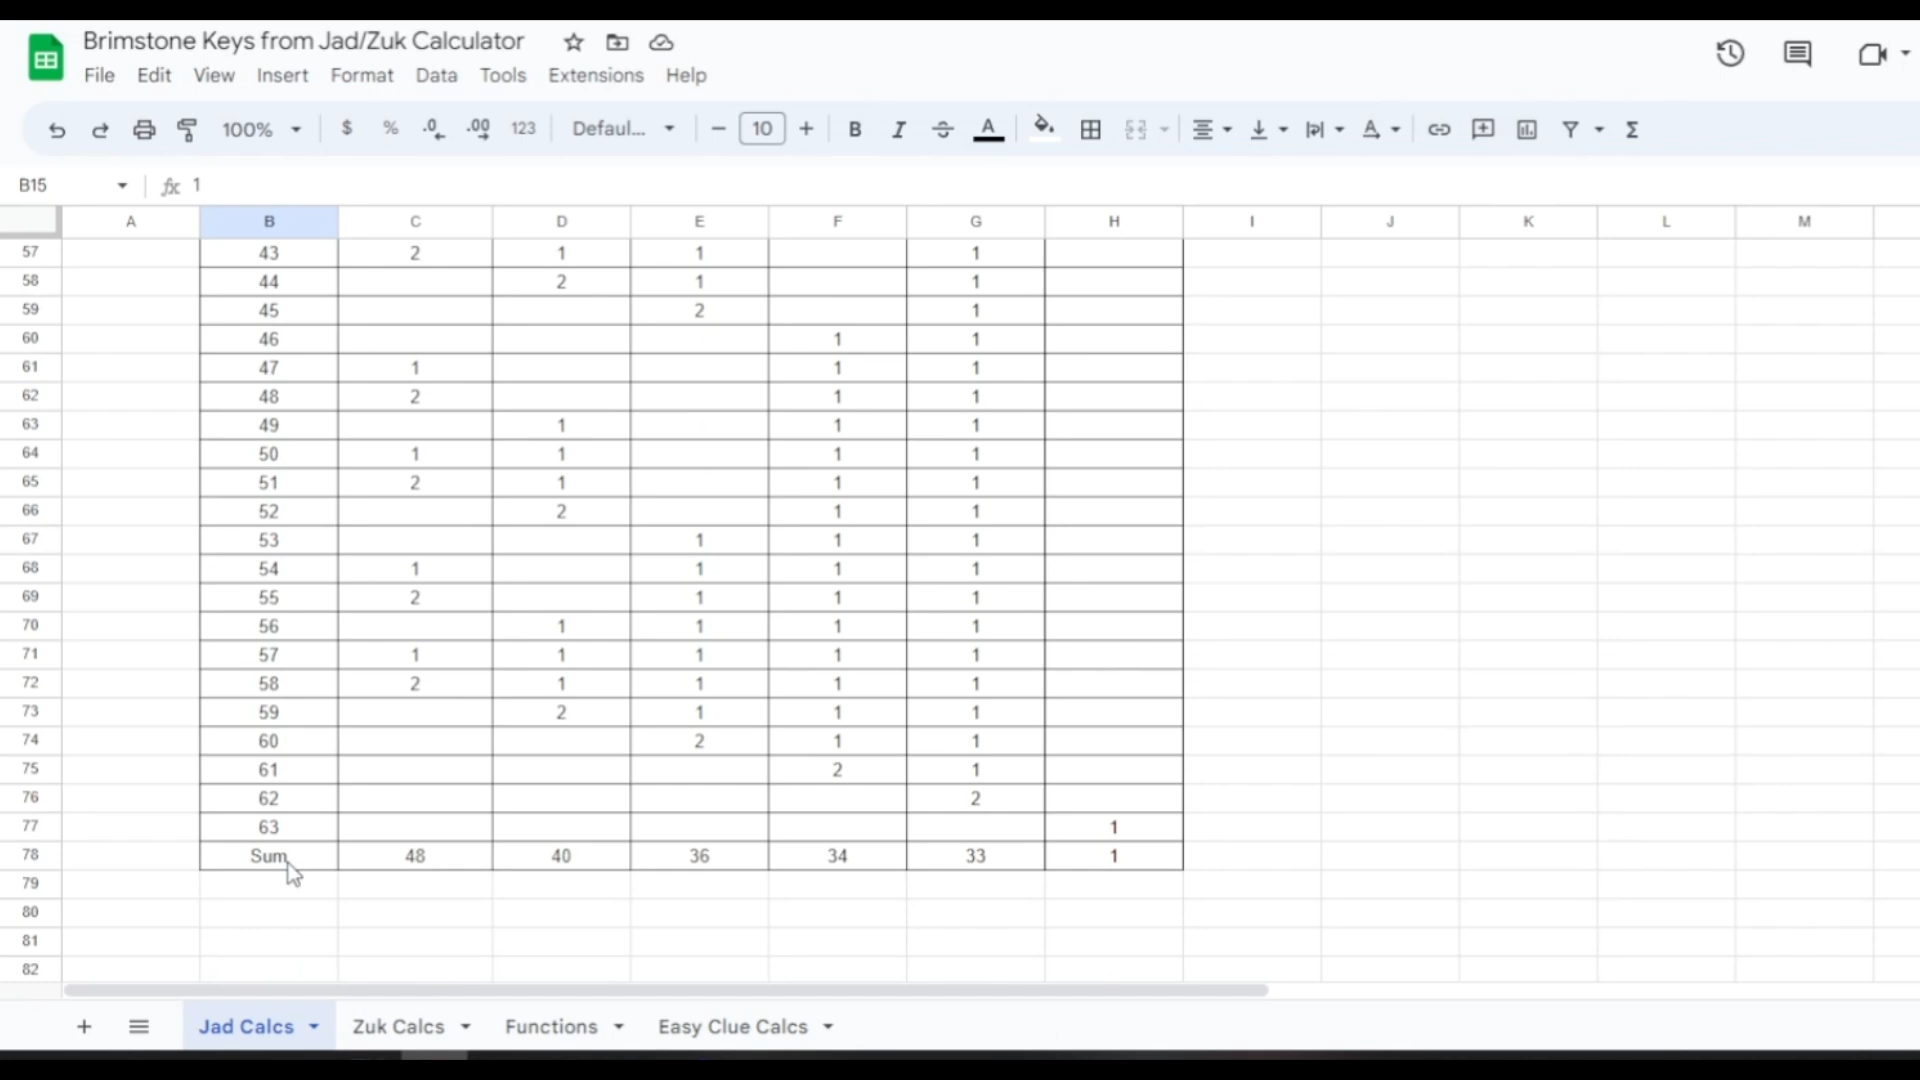 Brimstone Keys from Jad/Zuk Calculator
File Edit View Insert Format Data Tools Extensions Help
100% $ % .0 .00 123 Defaul... 10 B I A A Σ
B15 fx 1
A B C D E F G H I J K L M
57 43 2 1 1 1
58 44 2 1 1
59 45 2 1
60 46 1 1
61 47 1 1 1
62 48 2 1 1
63 49 1 1 1
64 50 1 1 1 1
65 51 2 1 1 1
66 52 2 1 1
67 53 1 1 1
68 54 1 1 1 1
69 55 2 1 1 1
70 56 1 1 1 1
71 57 1 1 1 1 1
72 58 2 1 1 1 1
73 59 2 1 1 1
74 60 2 1 1
75 61 2 1
76 62 2
77 63 1
78 Sum 48 40 36 34 33 1
79
80
81
82
Jad Calcs Zuk Calcs Functions Easy Clue Calcs